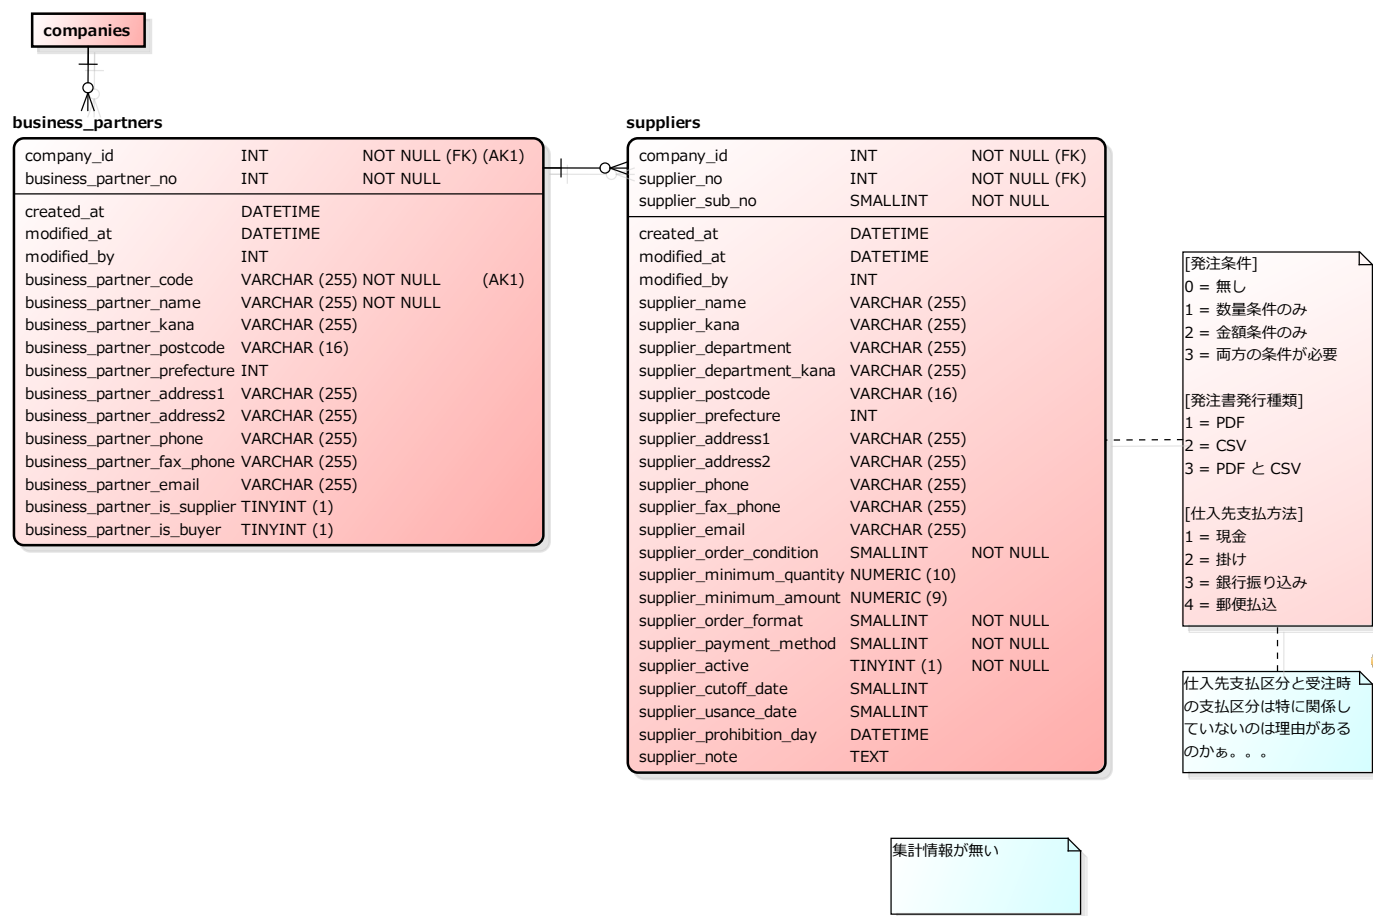 companies
business_partners
company_id INT NOT NULL (FK) (AK1)
business_partner_no INT NOT NULL
created_at DATETIME
modified_at DATETIME
modified_by INT
business_partner_code VARCHAR (255) NOT NULL (AK1)
business_partner_name VARCHAR (255) NOT NULL
business_partner_kana VARCHAR (255)
business_partner_postcode VARCHAR (16)
business_partner_prefecture INT
business_partner_address1 VARCHAR (255)
business_partner_address2 VARCHAR (255)
business_partner_phone VARCHAR (255)
business_partner_fax_phone VARCHAR (255)
business_partner_email VARCHAR (255)
business_partner_is_supplier TINYINT (1)
business_partner_is_buyer TINYINT (1)
suppliers
company_id INT NOT NULL (FK)
supplier_no INT NOT NULL (FK)
supplier_sub_no SMALLINT NOT NULL
created_at DATETIME
modified_at DATETIME
modified_by INT
supplier_name VARCHAR (255)
supplier_kana VARCHAR (255)
supplier_department VARCHAR (255)
supplier_department_kana VARCHAR (255)
supplier_postcode VARCHAR (16)
supplier_prefecture INT
supplier_address1 VARCHAR (255)
supplier_address2 VARCHAR (255)
supplier_phone VARCHAR (255)
supplier_fax_phone VARCHAR (255)
supplier_email VARCHAR (255)
supplier_order_condition SMALLINT NOT NULL
supplier_minimum_quantity NUMERIC (10)
supplier_minimum_amount NUMERIC (9)
supplier_order_format SMALLINT NOT NULL
supplier_payment_method SMALLINT NOT NULL
supplier_active TINYINT (1) NOT NULL
supplier_cutoff_date SMALLINT
supplier_usance_date SMALLINT
supplier_prohibition_day DATETIME
supplier_note TEXT
[発注条件]
0 = 無し
1 = 数量条件のみ
2 = 金額条件のみ
3 = 両方の条件が必要
[発注書発行種類]
1 = PDF
2 = CSV
3 = PDF と CSV
[仕入先支払方法]
1 = 現金
2 = 掛け
3 = 銀行振り込み
4 = 郵便払込
仕入先支払区分と受注時
の支払区分は特に関係し
ていないのは理由がある
のかぁ。。。
集計情報が無い